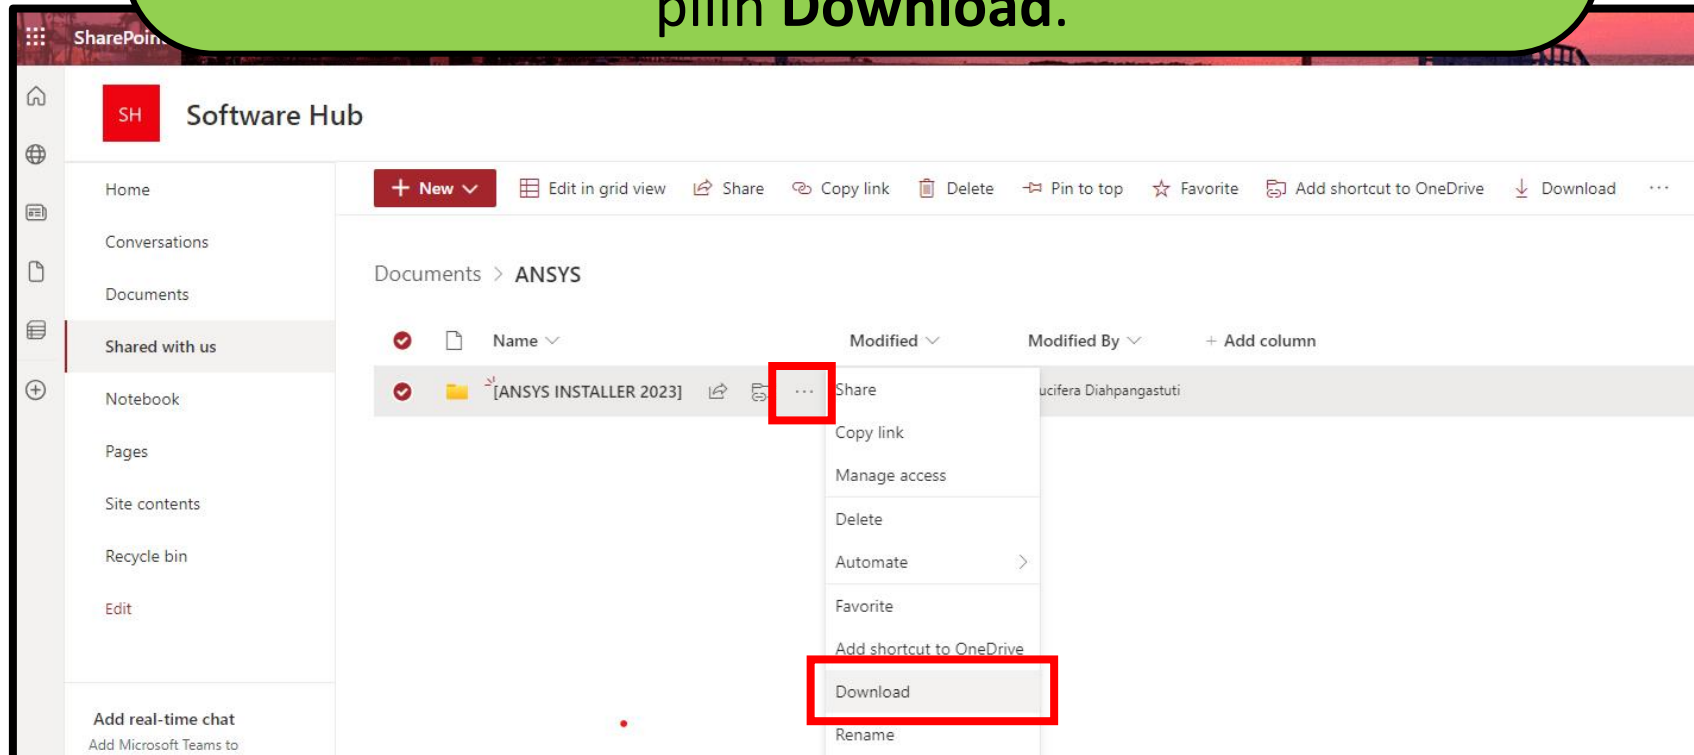 pilih Download.
SharePoin
SH Software Hub
Home
Conversations
Documents
Shared with us
Notebook
Pages
Site contents
Recycle bin
Edit
Add real-time chat
Add Microsoft Teams to
+ New Edit in grid view Share Copy link Delete Pin to top Favorite Add shortcut to OneDrive Download ...
Documents > ANSYS
Name Modified Modified By + Add column
[ANSYS INSTALLER 2023] ... ucifera Diahpangastuti
Share
Copy link
Manage access
Delete
Automate >
Favorite
Add shortcut to OneDrive
Download
Rename